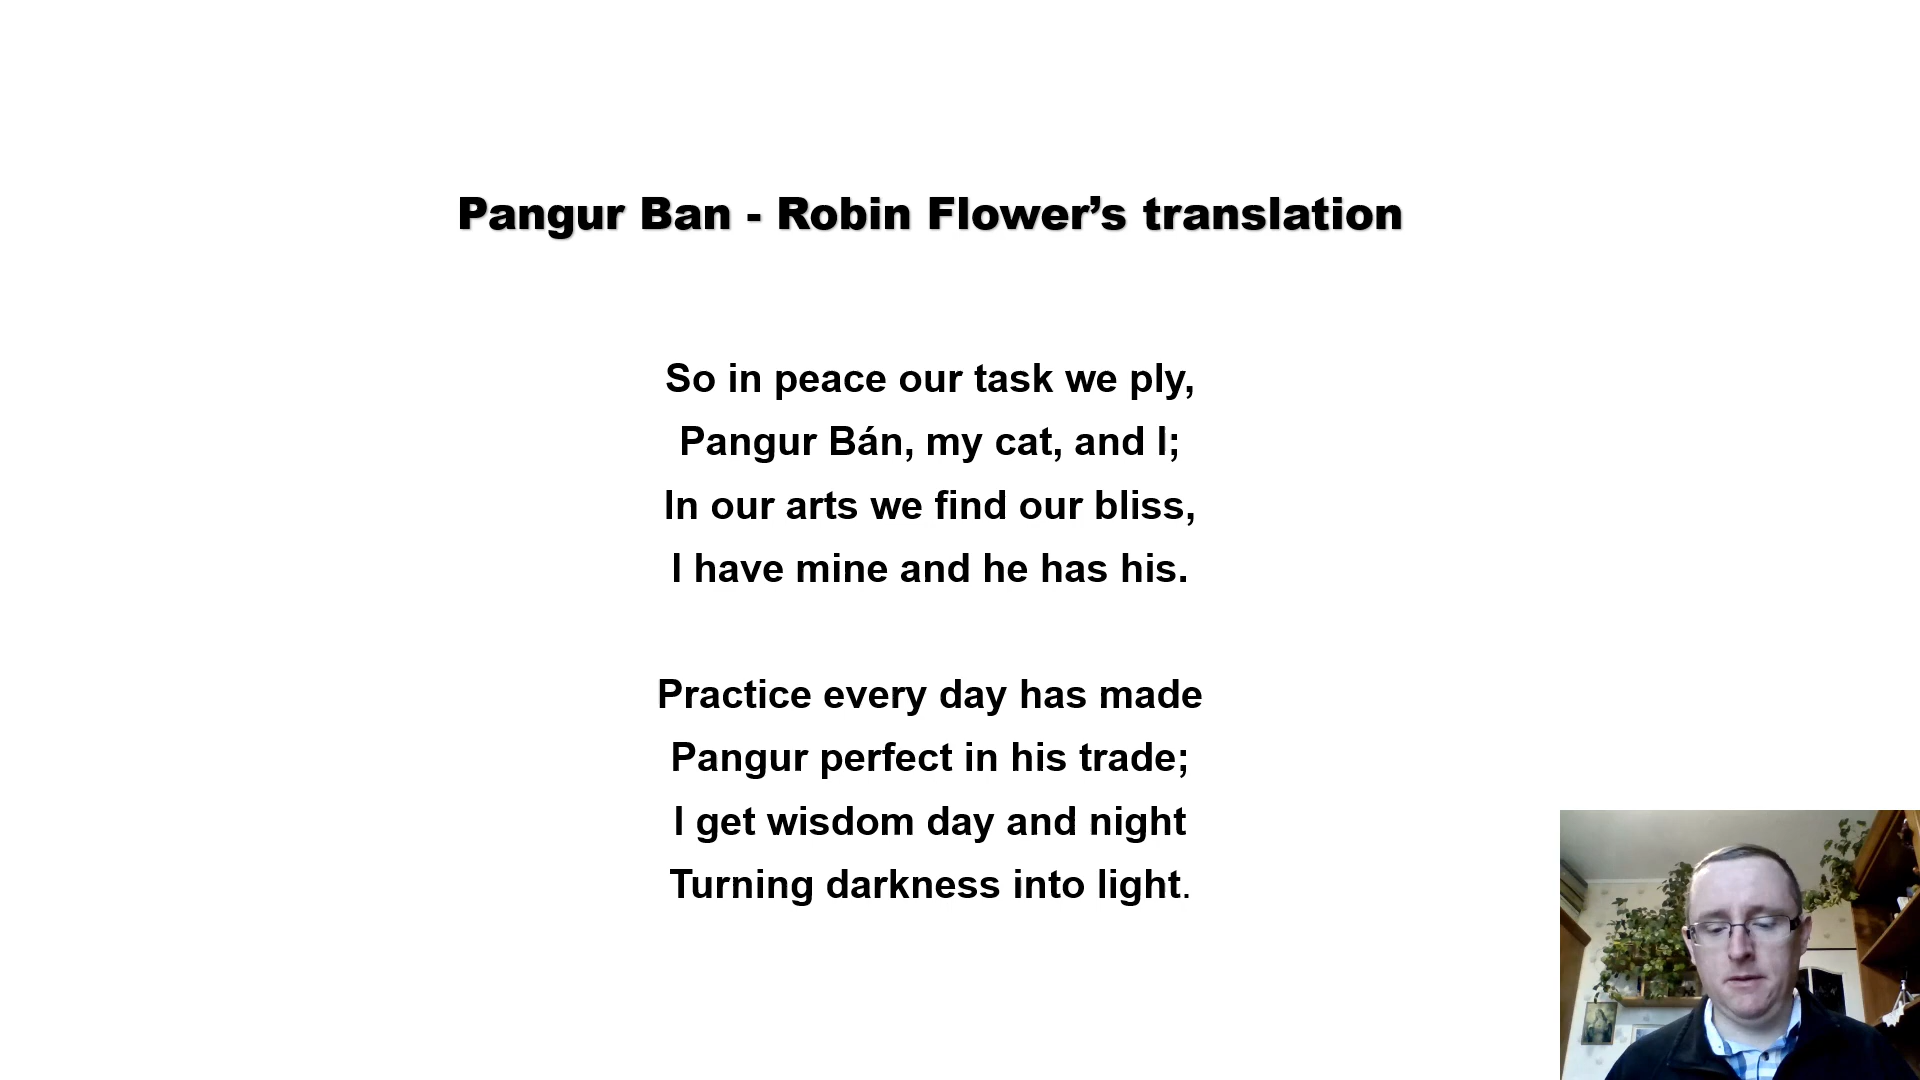 Pangur Ban - Robin Flower’s translation
So in peace our task we ply,
Pangur Bán, my cat, and I;
In our arts we find our bliss,
I have mine and he has his.
Practice every day has made
Pangur perfect in his trade;
I get wisdom day and night
Turning darkness into light.